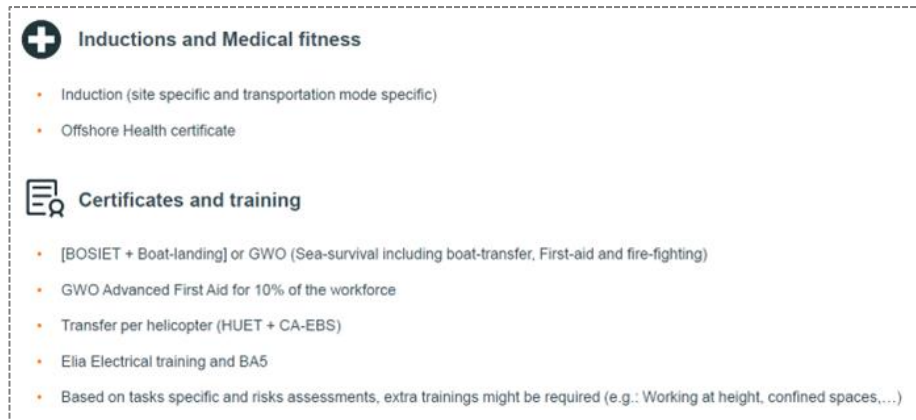 Inductions and Medical fitness
• Induction (site specific and transportation mode specific)
• Offshore Health certificate
Certificates and training
• [BOSIET + Boat-landing] or GWO (Sea-survival including boat-transfer, First-aid and fire-fighting)
• GWO Advanced First Aid for 10% of the workforce
• Transfer per helicopter (HUET + CA-EBS)
• Elia Electrical training and BA5
• Based on tasks specific and risks assessments, extra trainings might be required (e.g.: Working at height, confined spaces,...)